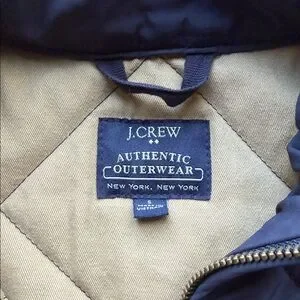 J.CREW
AUTHENTIC
OUTERWEAR
NEW YORK, NEW YORK
S